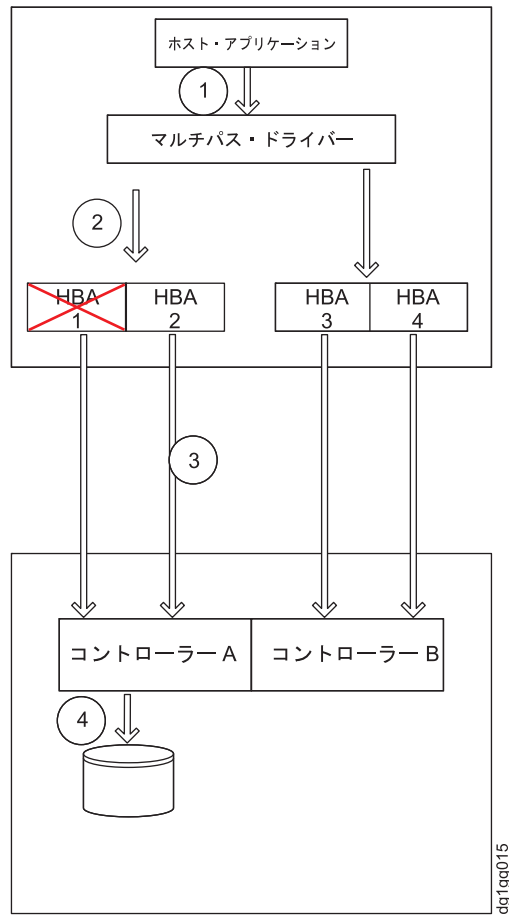 ホスト・アプリケーション
1
マルチパス・ドライバー
2
HBA
1
HBA
2
HBA
3
HBA
4
3
コントローラー A
コントローラー B
4
dg1gg015